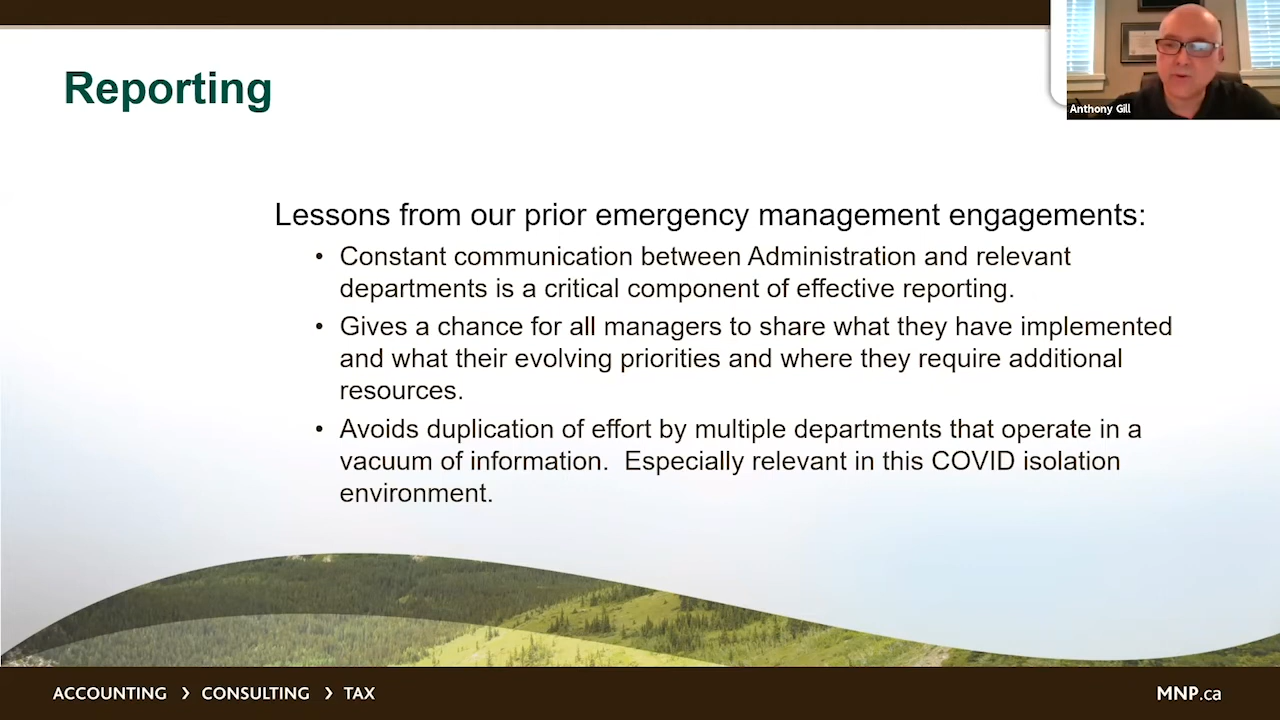 Reporting
Anthony Gill
Lessons from our prior emergency management engagements:
• Constant communication between Administration and relevant
departments is a critical component of effective reporting.
• Gives a chance for all managers to share what they have implemented
and what their evolving priorities and where they require additional
resources.
• Avoids duplication of effort by multiple departments that operate in a
vacuum of information.  Especially relevant in this COVID isolation
environment.
ACCOUNTING › CONSULTING › TAX
MNP.ca